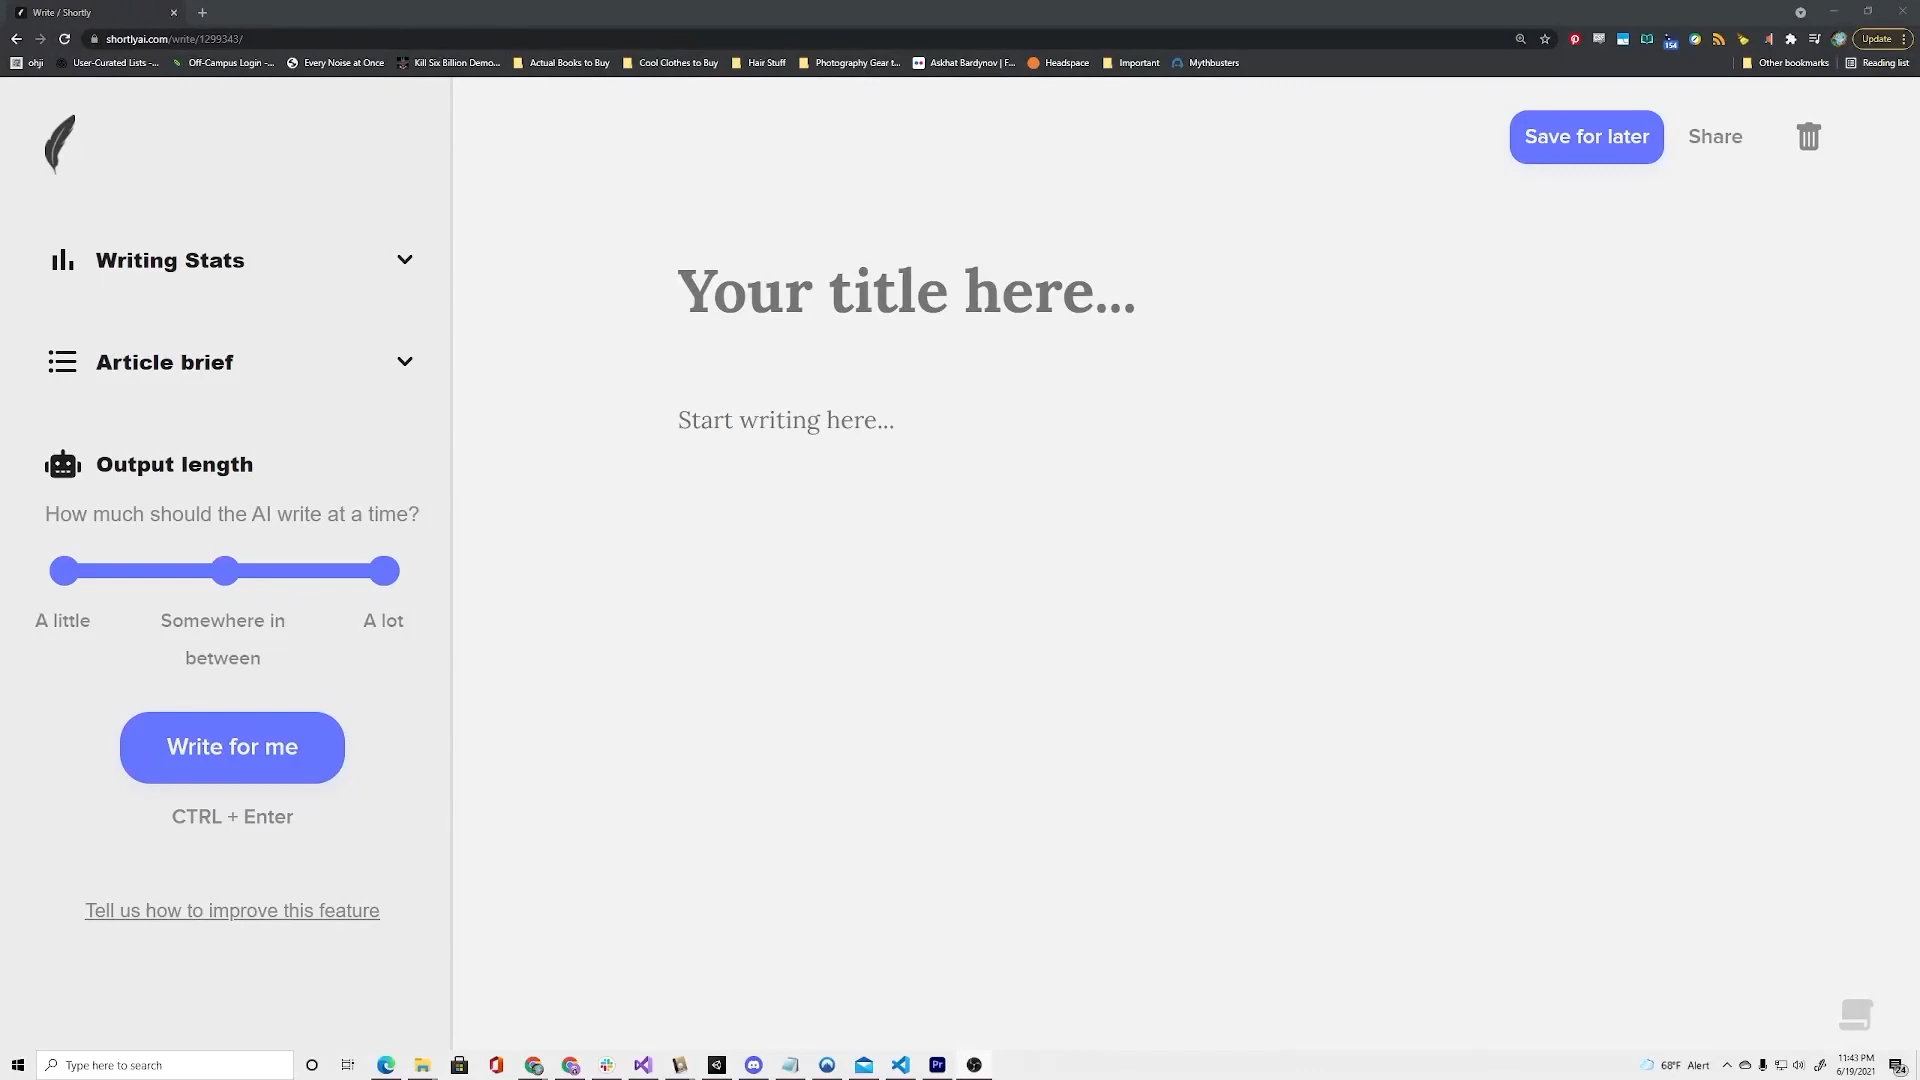 Write / Shortly
shortlyai.com/write/1299343/
Update
ohji
User-Curated Lists -...
Off-Campus Login -...
Every Noise at Once
Kill Six Billion Demo...
Actual Books to Buy
Cool Clothes to Buy
Hair Stuff
Photography Gear t...
Askhat Bardynov | F...
Headspace
Important
Mythbusters
Other bookmarks
Reading list
154
Save for later
Share
Writing Stats
Your title here...
Article brief
Start writing here...
Output length
How much should the AI write at a time?
A little
Somewhere in
between
A lot
Write for me
CTRL + Enter
Tell us how to improve this feature
Type here to search
Pr
68°F Alert
11:43 PM
6/19/2021
24